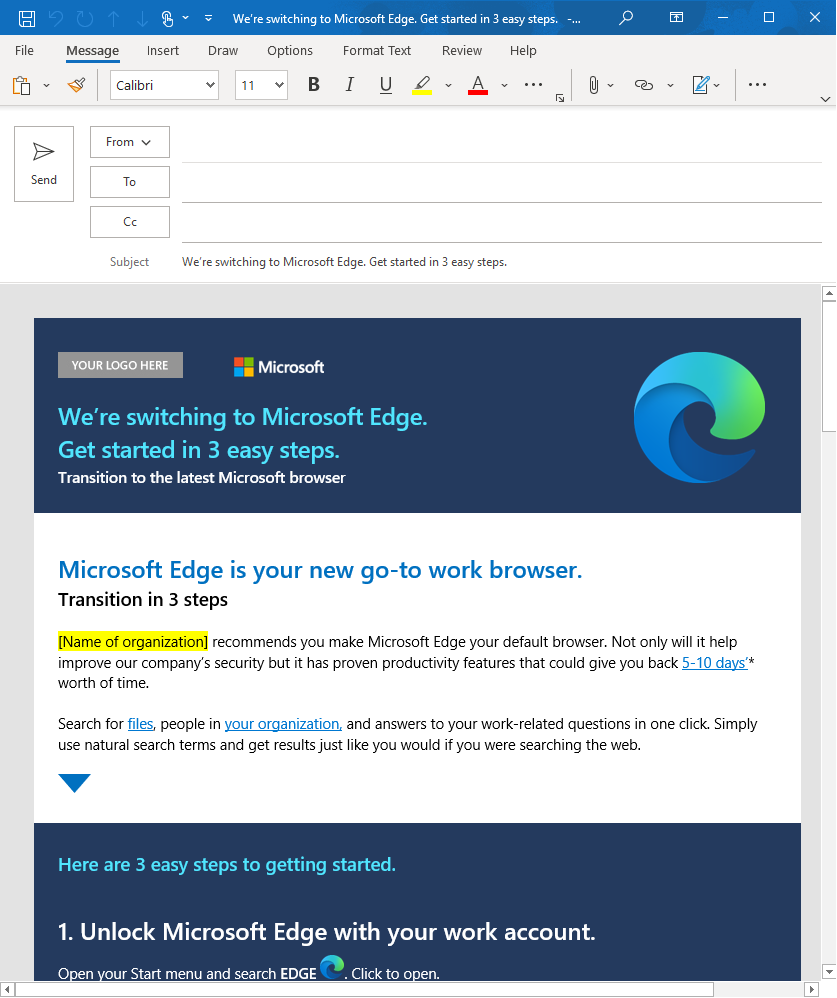 We're switching to Microsoft Edge. Get started in 3 easy steps. -...
File Message Insert Draw Options Format Text Review Help
Calibri 11 B I U A
From
Send
To
Cc
Subject We're switching to Microsoft Edge. Get started in 3 easy steps.
YOUR LOGO HERE Microsoft
We're switching to Microsoft Edge.
Get started in 3 easy steps.
Transition to the latest Microsoft browser
Microsoft Edge is your new go-to work browser.
Transition in 3 steps
[Name of organization] recommends you make Microsoft Edge your default browser. Not only will it help
improve our company's security but it has proven productivity features that could give you back 5-10 days'*
worth of time.
Search for files, people in your organization, and answers to your work-related questions in one click. Simply
use natural search terms and get results just like you would if you were searching the web.
Here are 3 easy steps to getting started.
1. Unlock Microsoft Edge with your work account.
Open your Start menu and search EDGE . Click to open.